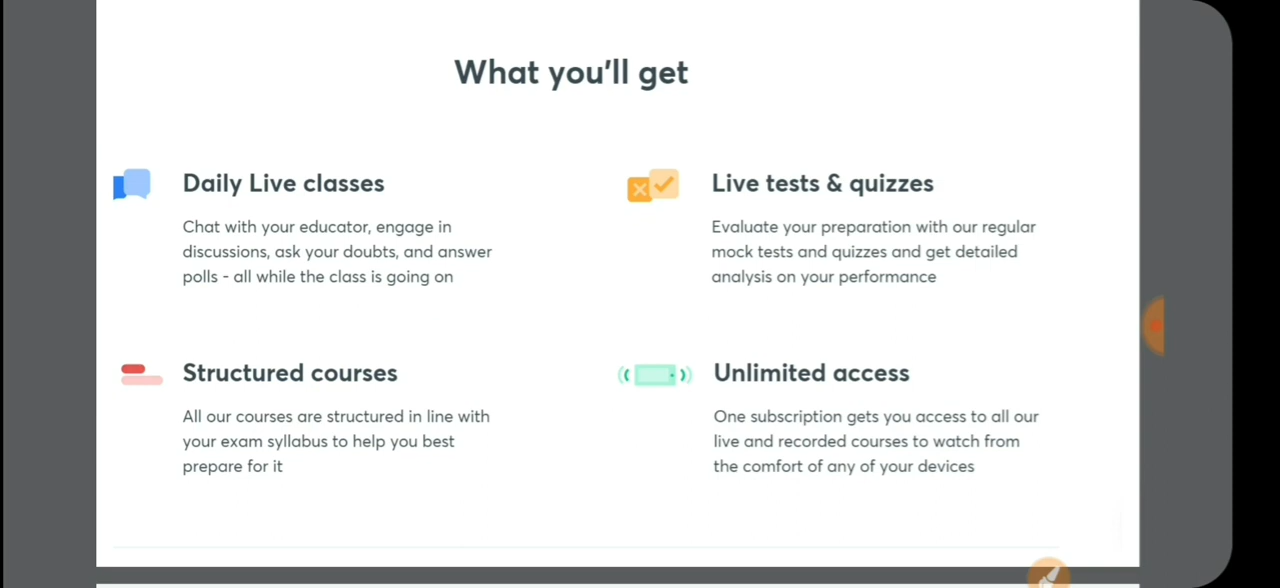 What you'll get
Daily Live classes
Chat with your educator, engage in
discussions, ask your doubts, and answer
polls - all while the class is going on
Live tests & quizzes
Evaluate your preparation with our regular
mock tests and quizzes and get detailed
analysis on your performance
Structured courses
All our courses are structured in line with
your exam syllabus to help you best
prepare for it
Unlimited access
One subscription gets you access to all our
live and recorded courses to watch from
the comfort of any of your devices